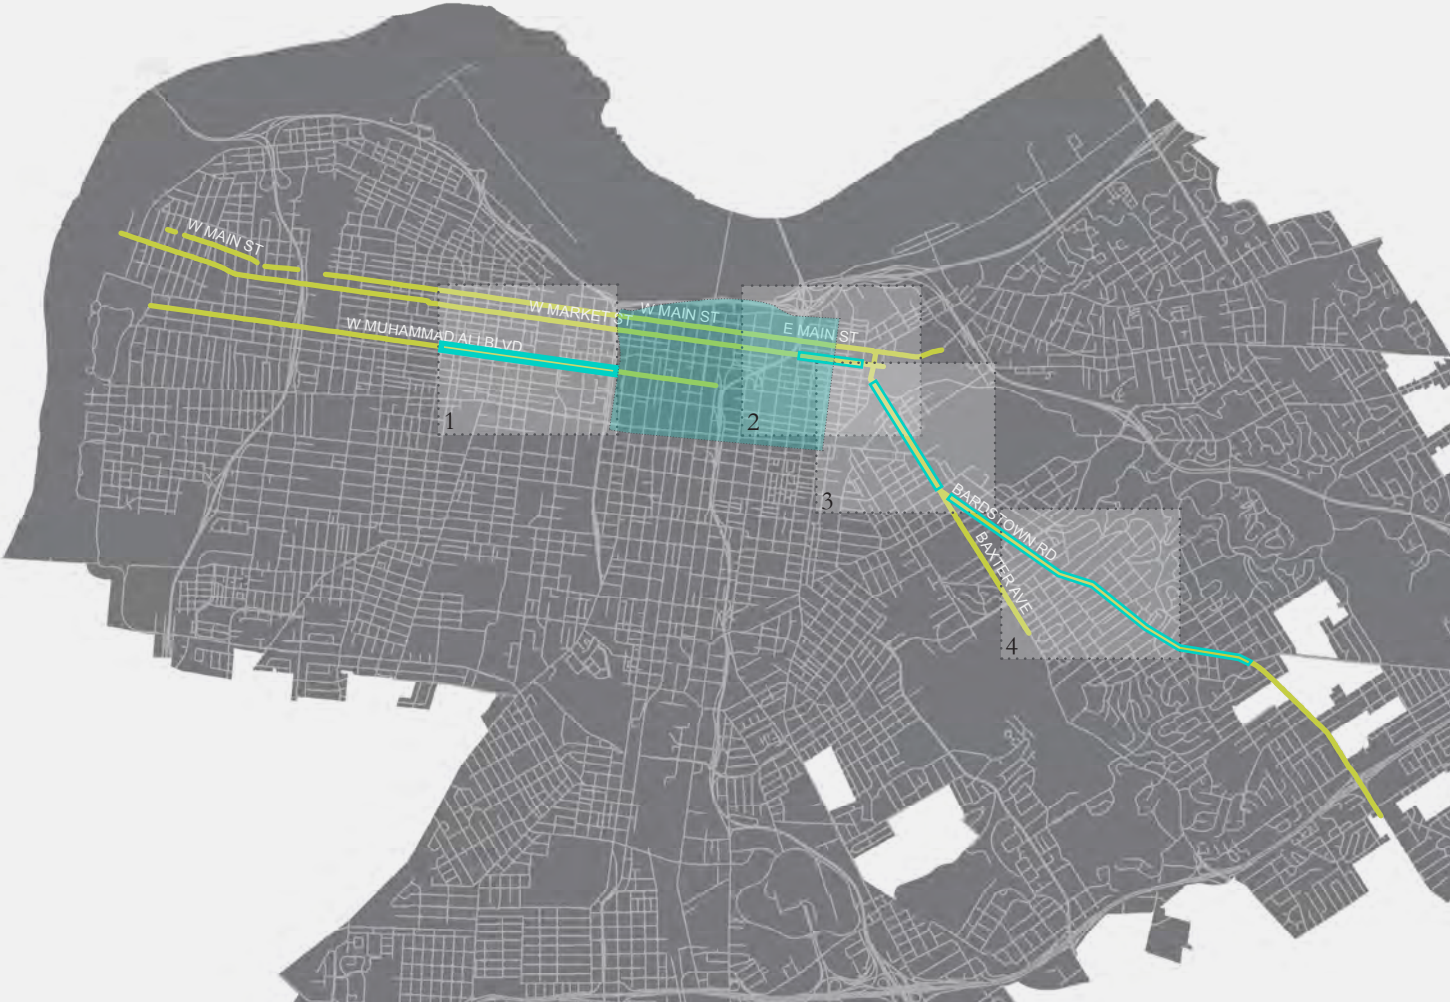 W MAIN ST
W MARKET ST
W MAIN ST
E MAIN ST
W MUHAMMAD ALI BLVD
1
2
3
BARDSTOWN RD
BAXTER AVE
4